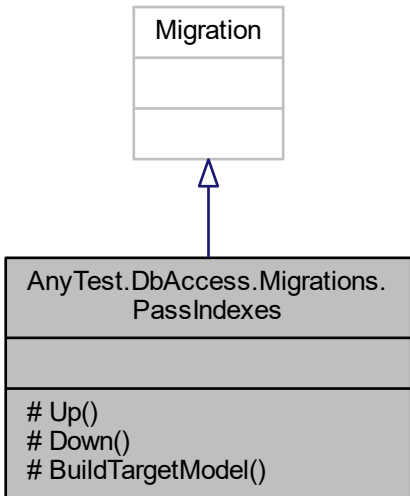 Migration
AnyTest.DbAccess.Migrations.
PassIndexes
# Up()
# Down()
# BuildTargetModel()